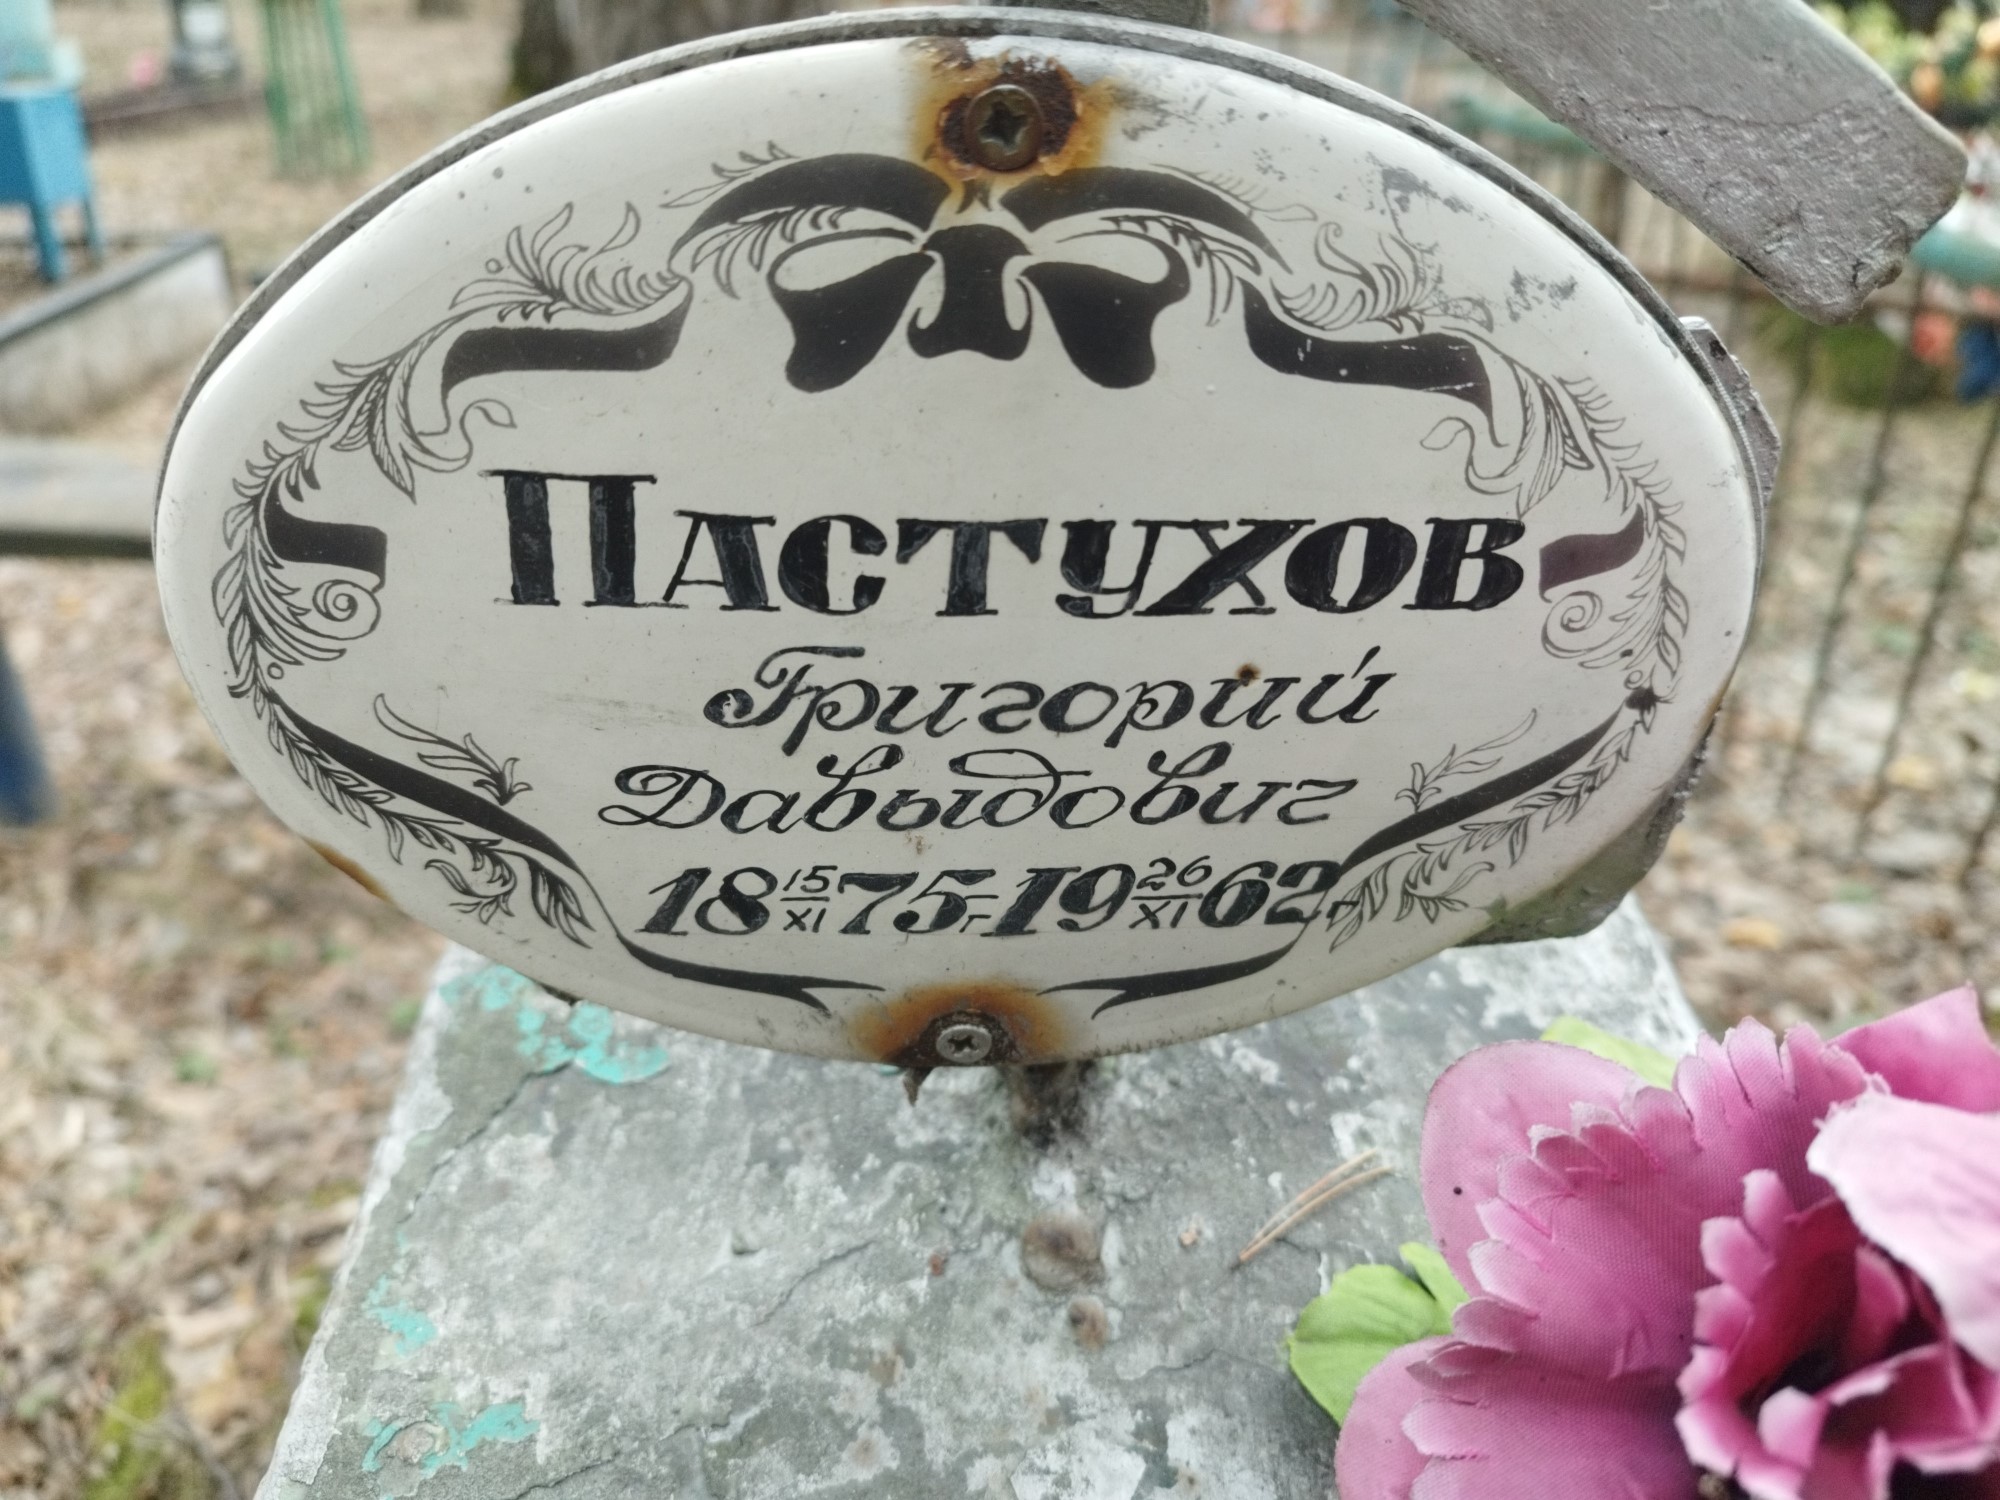 Пастухов
Григорий
Давыдович
18 15/XI 75г-19 26/XI 62г